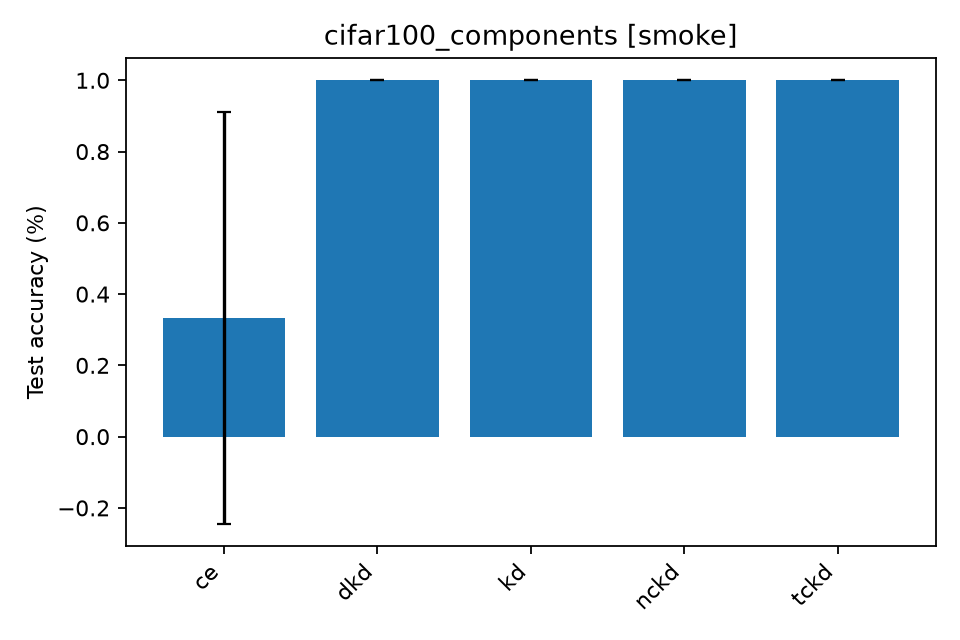 cifar100_components [smoke]
Test accuracy (%)
1.0
0.8
0.6
0.4
0.2
0.0
−0.2
ce
dkd
kd
nckd
tckd